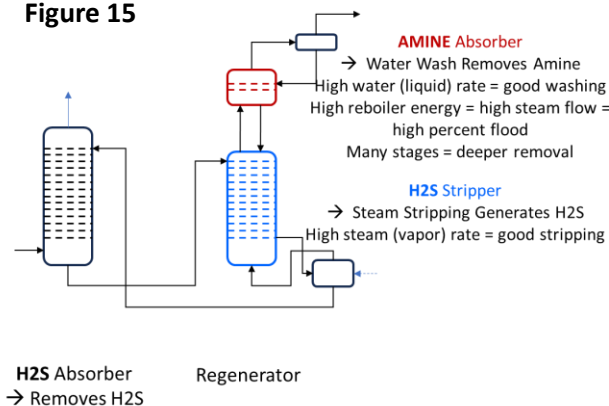 Figure 15
AMINE Absorber
→ Water Wash Removes Amine
High water (liquid) rate = good washing
High reboiler energy = high steam flow =
high percent flood
Many stages = deeper removal
H2S Stripper
→ Steam Stripping Generates H2S
High steam (vapor) rate = good stripping
H2S Absorber
→ Removes H2S
Regenerator